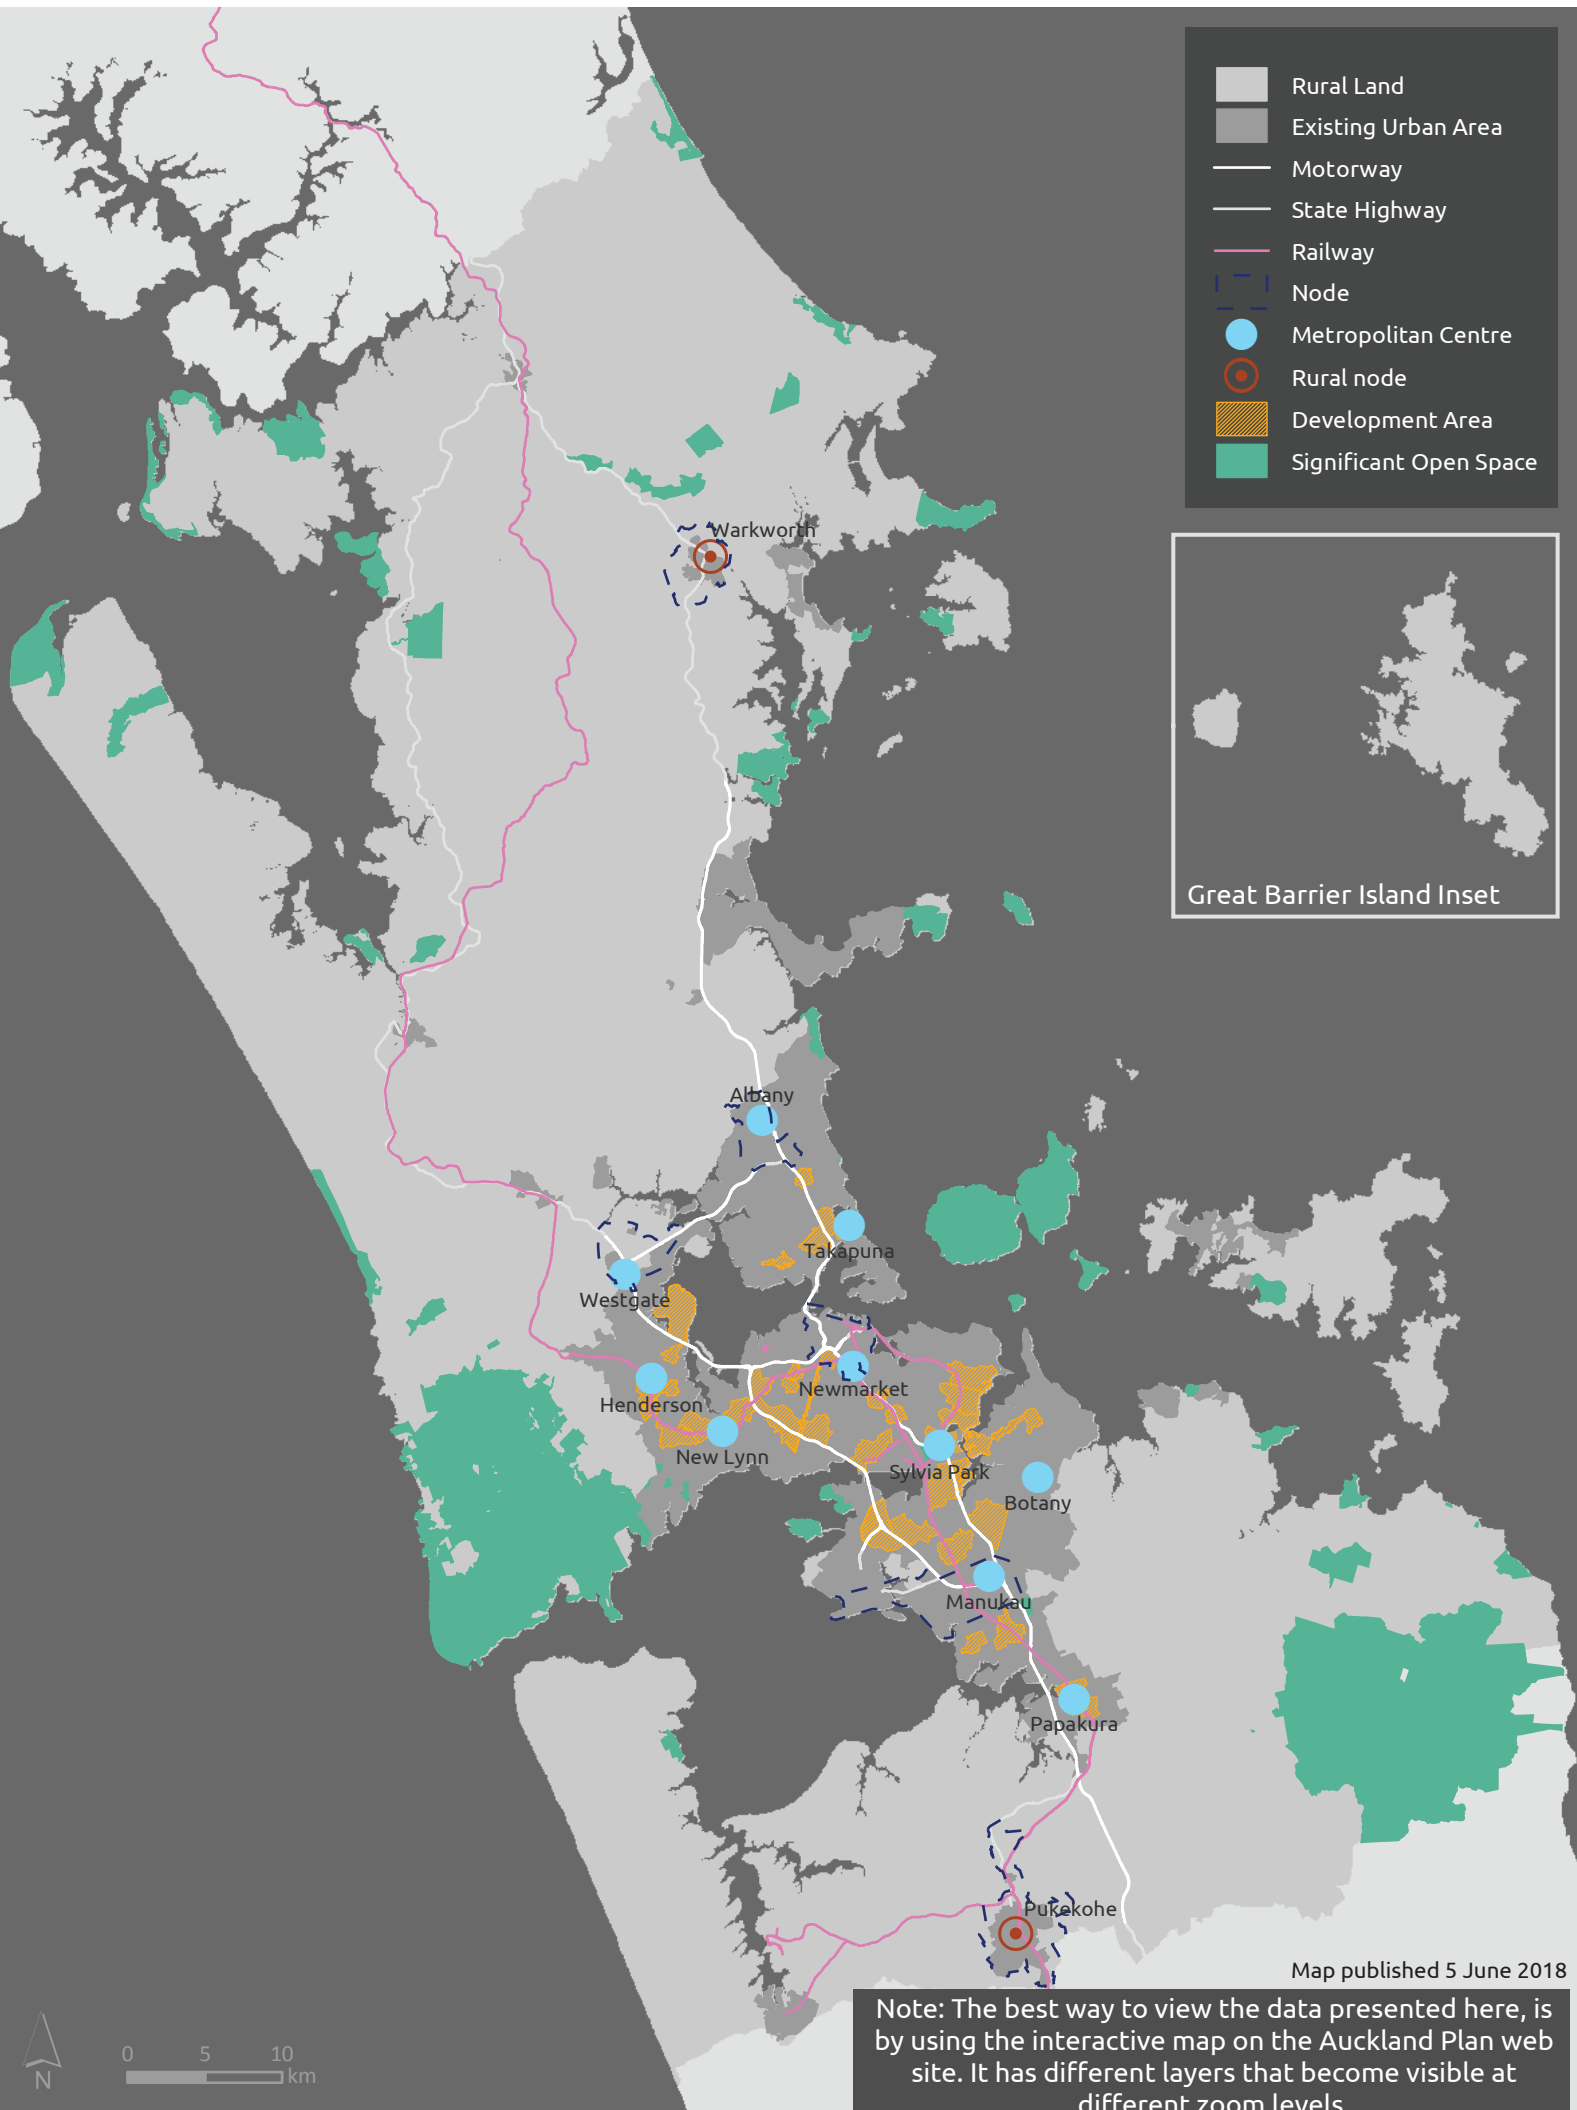 Rural Land
Existing Urban Area
Motorway
State Highway
Railway
Node
Metropolitan Centre
Rural node
Development Area
Significant Open Space
Warkworth
Great Barrier Island Inset
Albany
Takapuna
Westgate
Newmarket
Henderson
New Lynn
Sylvia Park
Botany
Manukau
Papakura
Pukekohe
Map published 5 June 2018
Note: The best way to view the data presented here, is
by using the interactive map on the Auckland Plan web
site. It has different layers that become visible at
different zoom levels
0 5 10
km
N